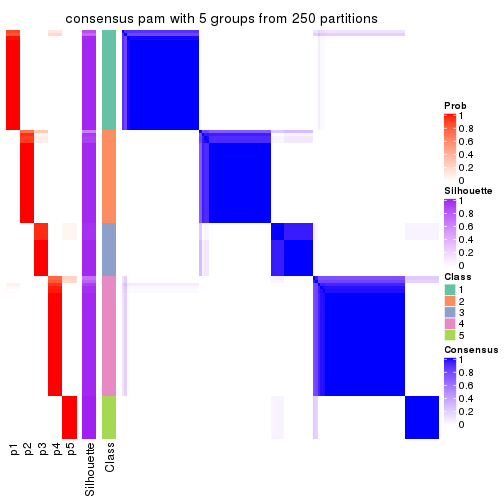 consensus pam with 5 groups from 250 partitions
Prob
1
0.8
0.6
0.4
0.2
0
Silhouette
1
0.8
0.6
0.4
0.2
0
Class
1
2
3
4
5
Consensus
1
0.8
0.6
0.4
0.2
0
p1
p2
p3
p4
p5
Silhouette
Class